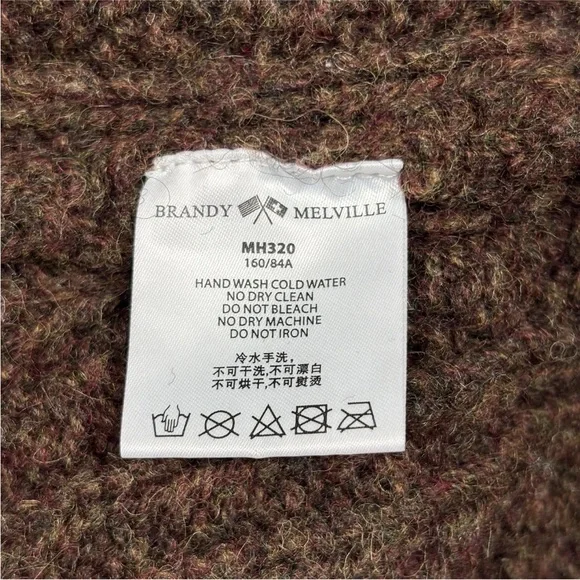 BRANDY MELVILLE
MH320
160/84A
HAND WASH COLD WATER
NO DRY CLEAN
DO NOT BLEACH
NO DRY MACHINE
DO NOT IRON
冷水手洗，
不可干洗,不可漂白
不可烘干,不可熨烫